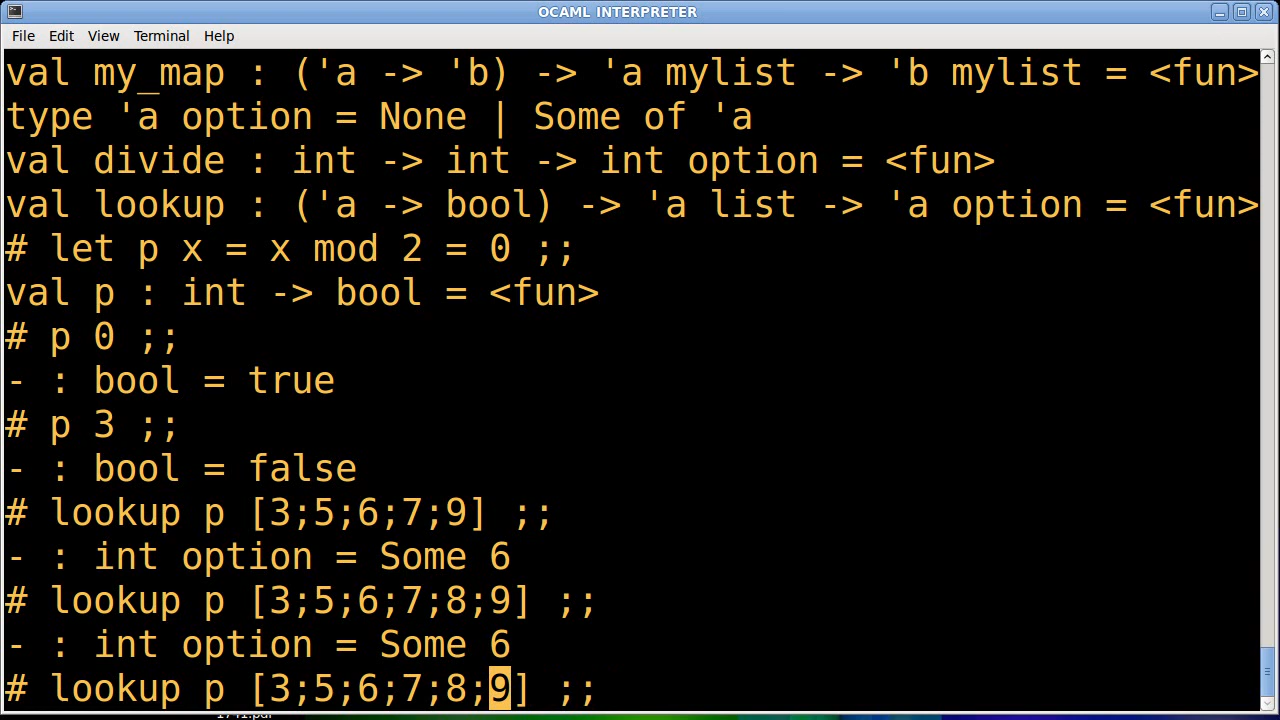 OCAML INTERPRETER
File Edit View Terminal Help
val my_map : ('a -> 'b) -> 'a mylist -> 'b mylist = <fun>
type 'a option = None | Some of 'a
val divide : int -> int -> int option = <fun>
val lookup : ('a -> bool) -> 'a list -> 'a option = <fun>
# let p x = x mod 2 = 0 ;;
val p : int -> bool = <fun>
# p 0 ;;
- : bool = true
# p 3 ;;
- : bool = false
# lookup p [3;5;6;7;9] ;;
- : int option = Some 6
# lookup p [3;5;6;7;8;9] ;;
- : int option = Some 6
# lookup p [3;5;6;7;8;9] ;;